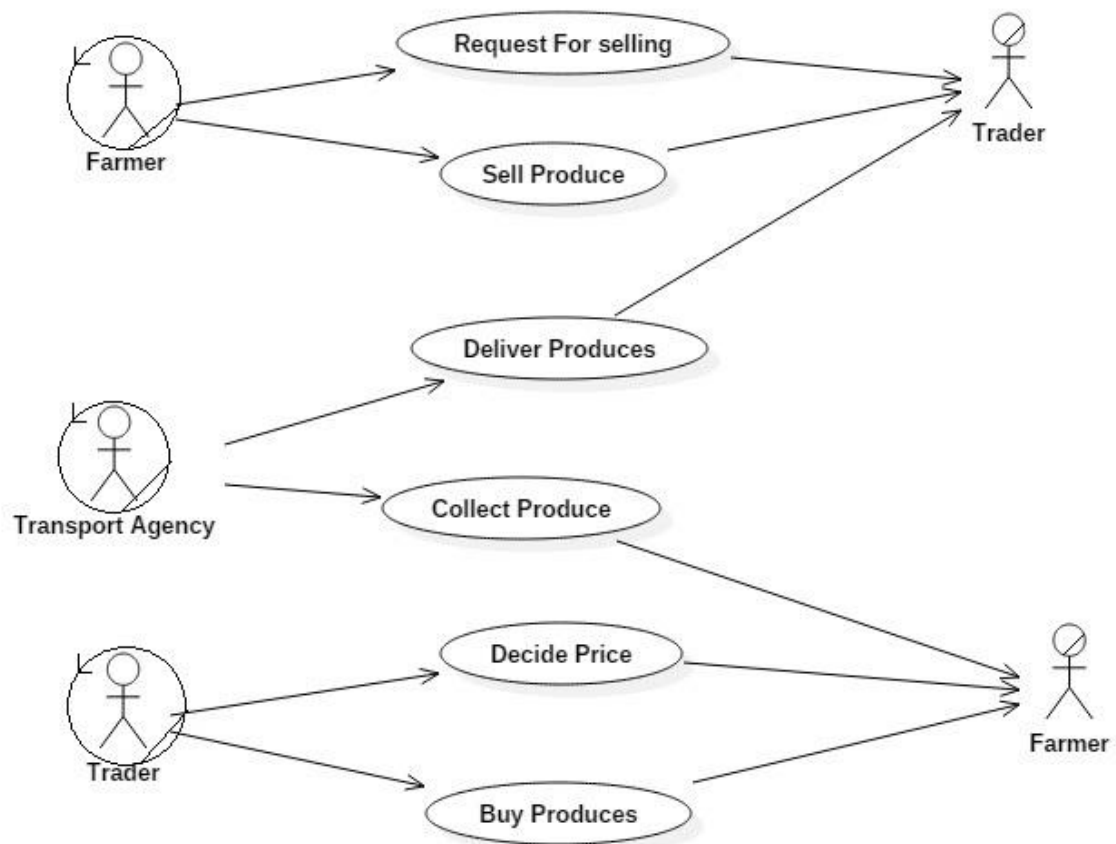 Request For selling
Farmer
Trader
Sell Produce
Deliver Produces
Collect Produce
Transport Agency
Decide Price
Farmer
Trader
Buy Produces